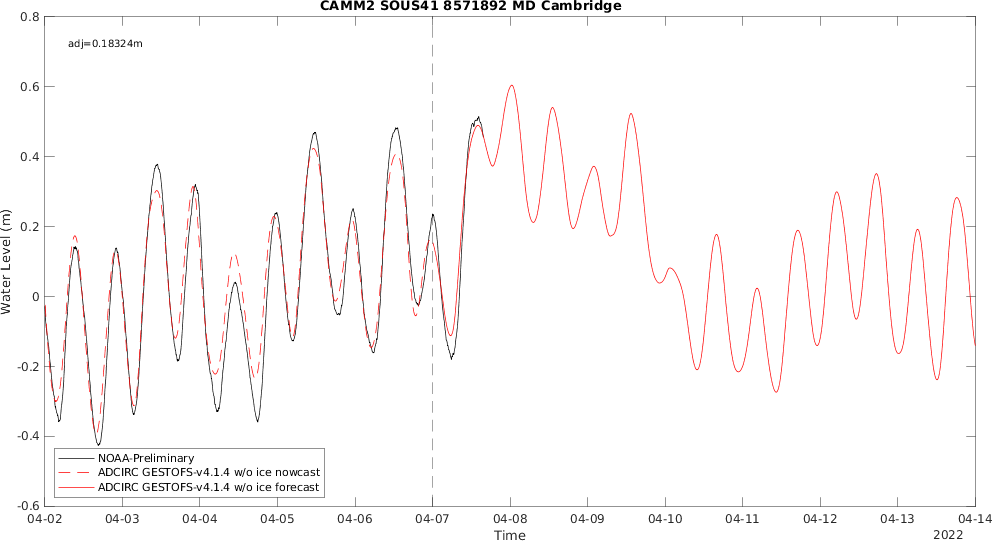 CAMM2 SOUS41 8571892 MD Cambridge
adj=0.18324m
0.8
0.6
0.4
0.2
0
-0.2
-0.4
-0.6
Water Level (m)
NOAA-Preliminary
ADCIRC GESTOFS-v4.1.4 w/o ice nowcast
ADCIRC GESTOFS-v4.1.4 w/o ice forecast
04-02 04-03 04-04 04-05 04-06 04-07 04-08 04-09 04-10 04-11 04-12 04-13 04-14
Time
2022